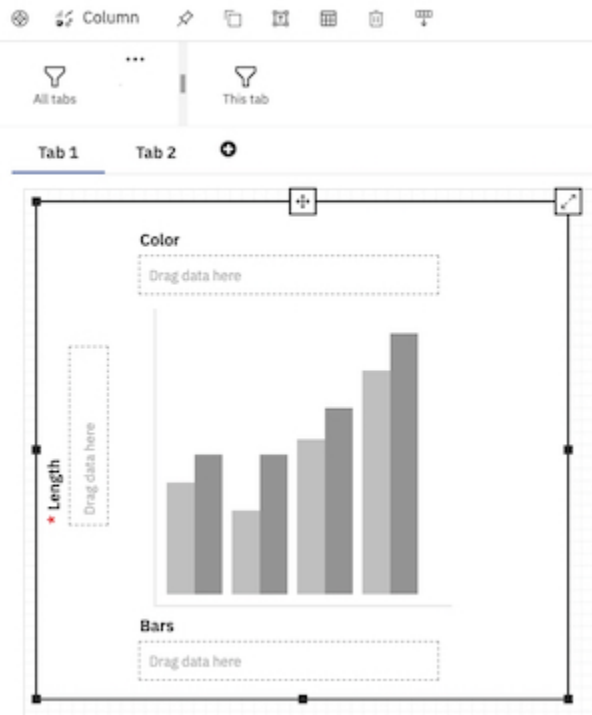 Column
All tabs
This tab
Tab 1
Tab 2
Color
Drag data here
* Length
Drag data here
Bars
Drag data here